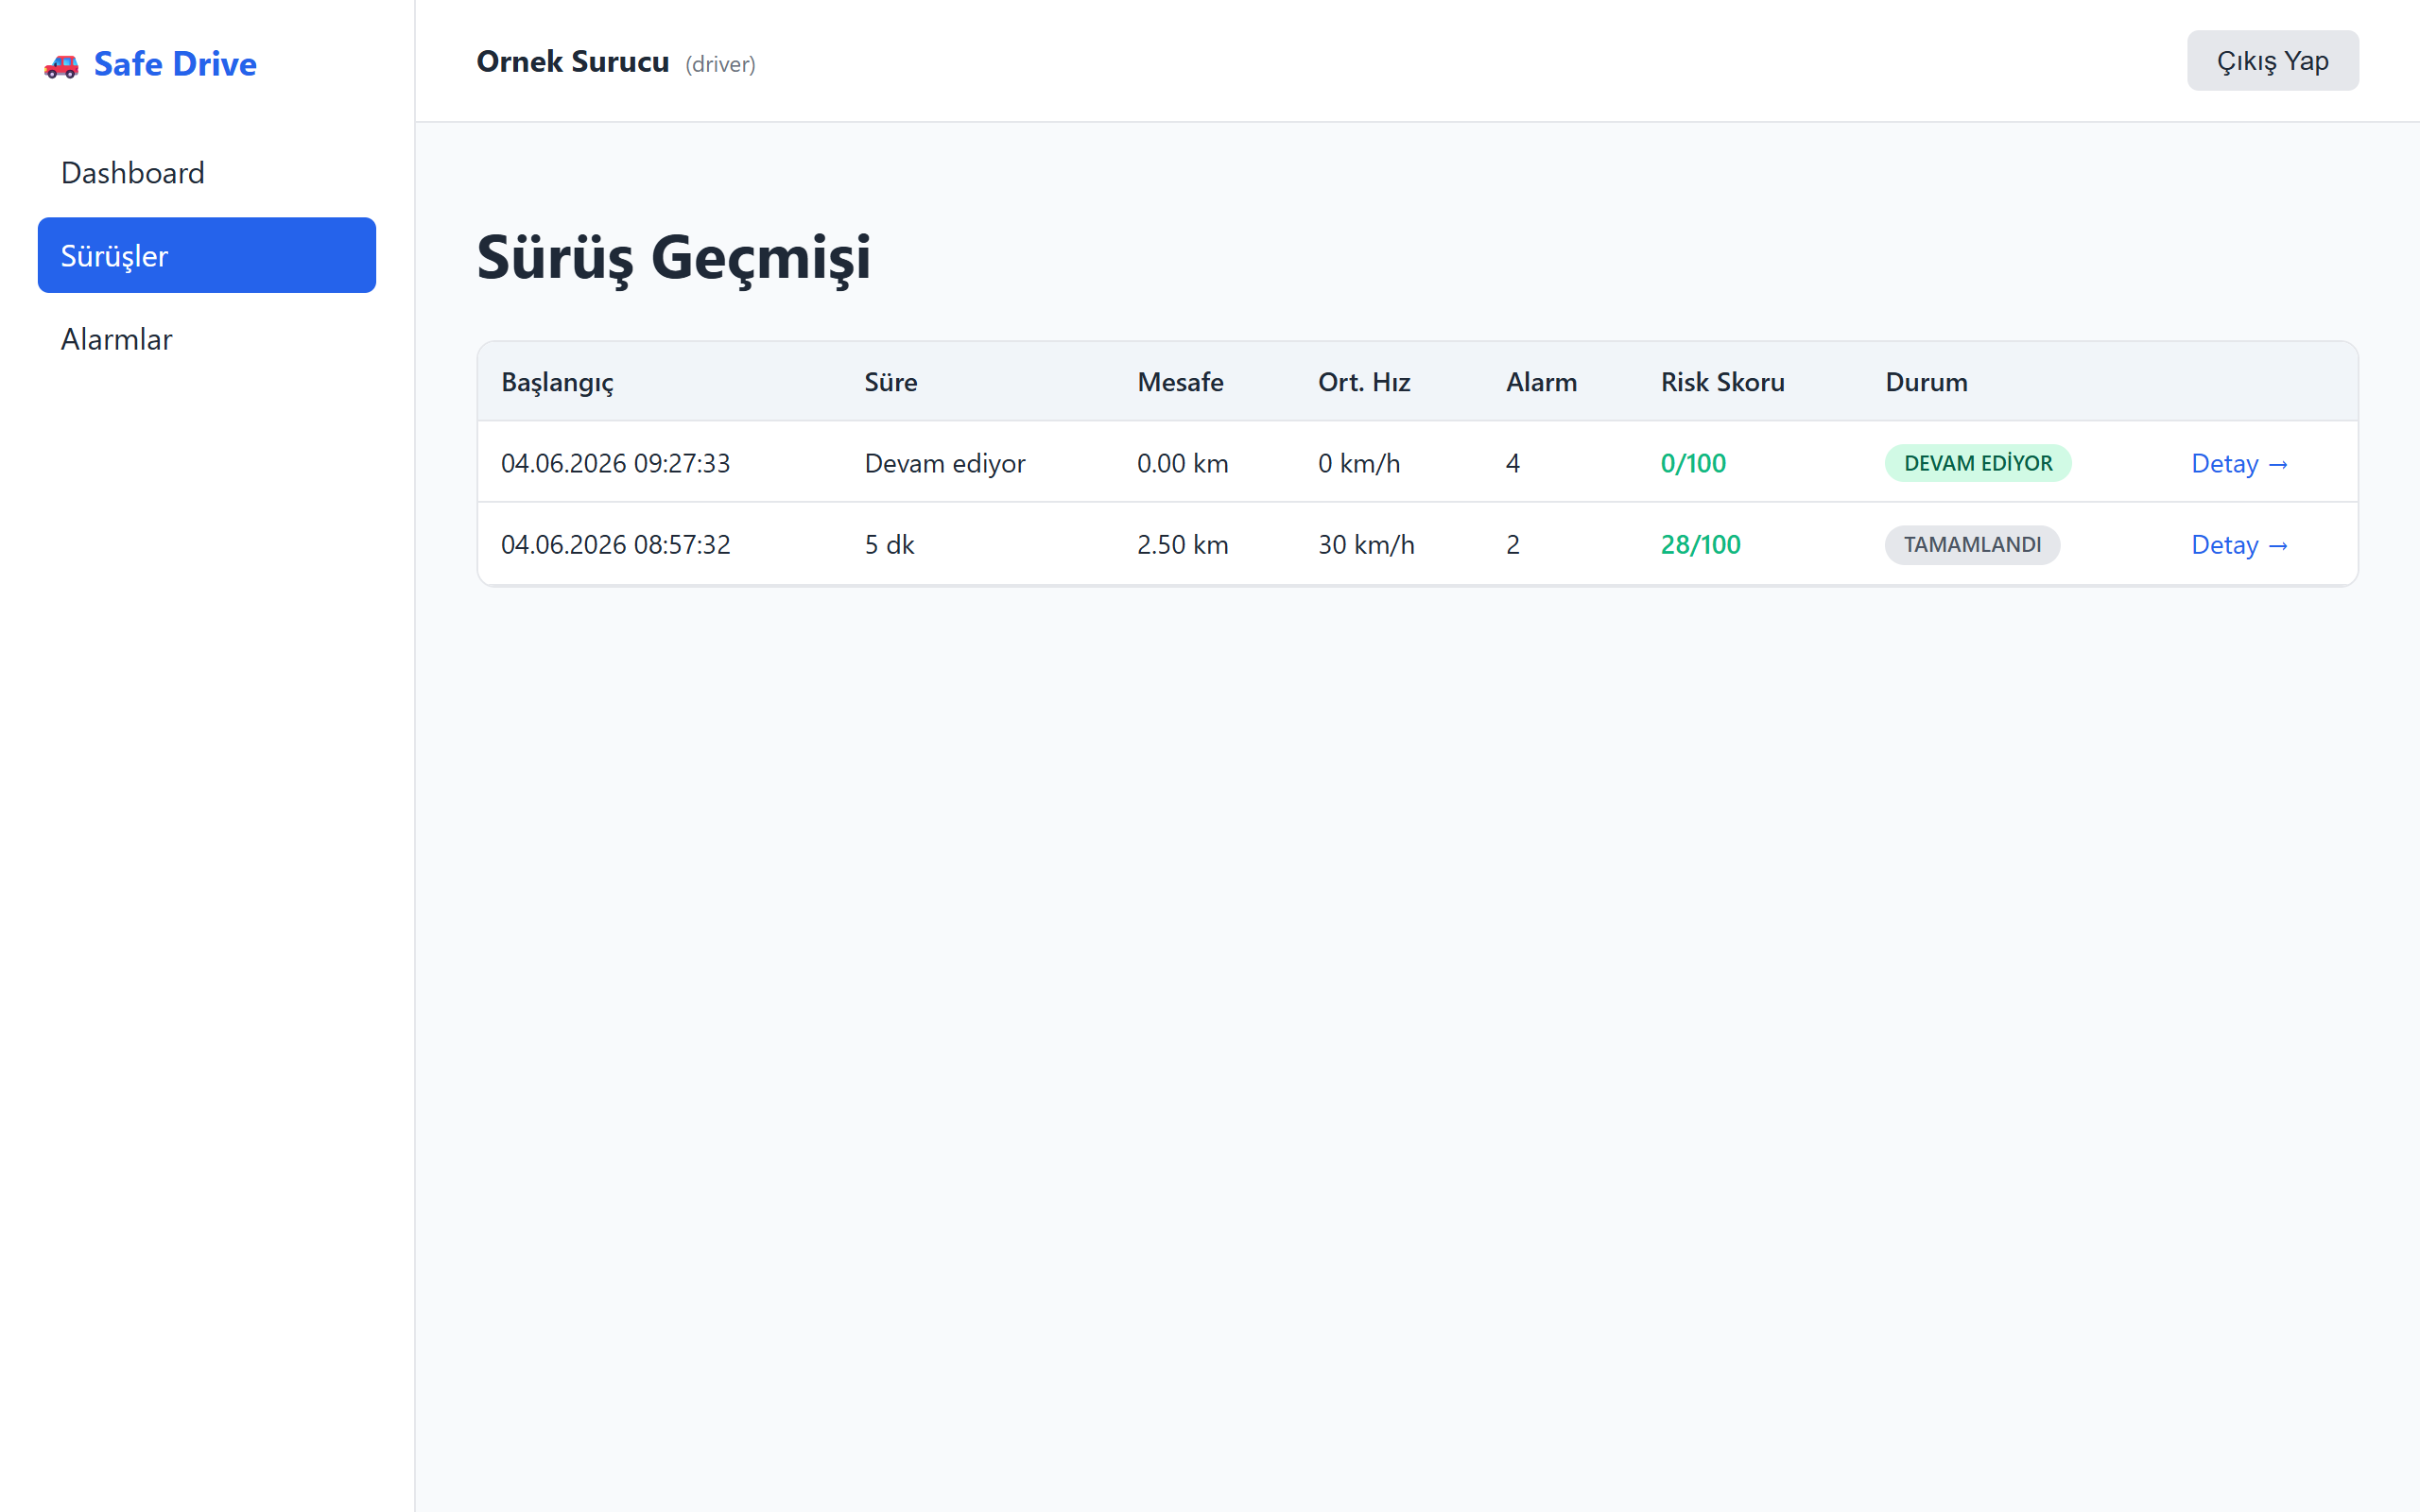 Safe Drive
Dashboard
Sürüşler
Alarmlar
Ornek Surucu (driver)
Çıkış Yap
Sürüş Geçmişi
Başlangıç Süre Mesafe Ort. Hız Alarm Risk Skoru Durum
04.06.2026 09:27:33 Devam ediyor 0.00 km 0 km/h 4 0/100 DEVAM EDİYOR Detay →
04.06.2026 08:57:32 5 dk 2.50 km 30 km/h 2 28/100 TAMAMLANDI Detay →